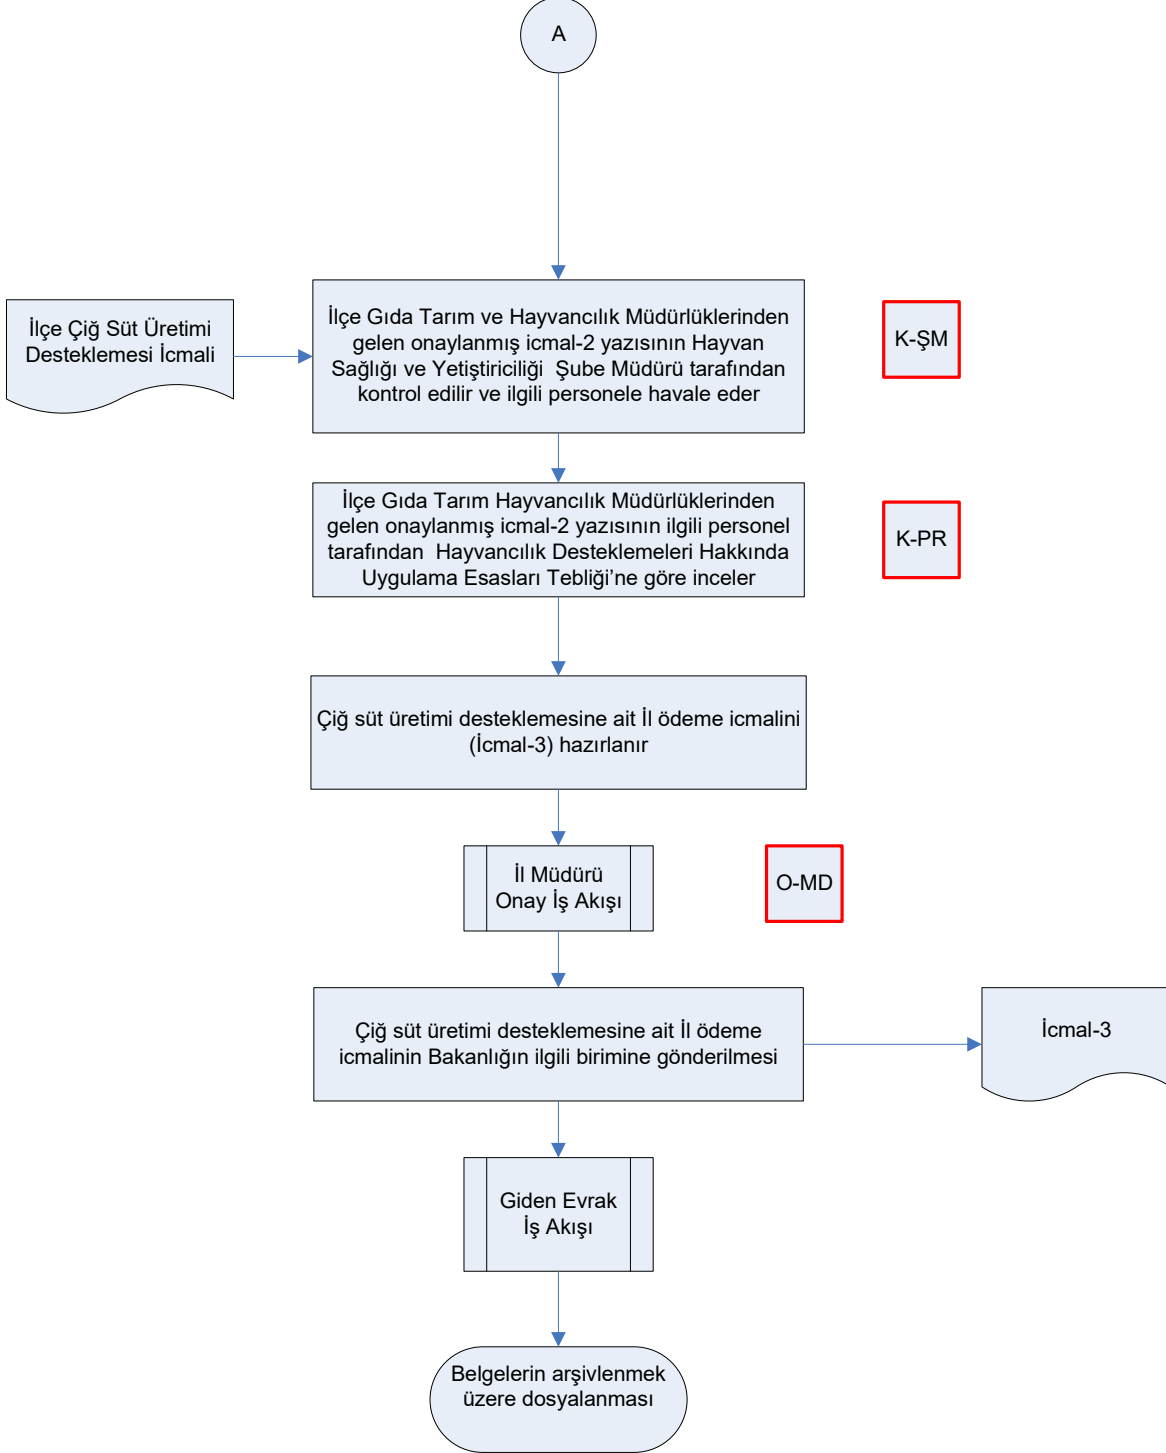 A
İlçe Çiğ Süt Üretimi
Desteklemesi İcmali
İlçe Gıda Tarım ve Hayvancılık Müdürlüklerinden
gelen onaylanmış icmal-2 yazısının Hayvan
Sağlığı ve Yetiştiriciliği  Şube Müdürü tarafından
kontrol edilir ve ilgili personele havale eder
K-ŞM
İlçe Gıda Tarım Hayvancılık Müdürlüklerinden
gelen onaylanmış icmal-2 yazısının ilgili personel
tarafından  Hayvancılık Desteklemeleri Hakkında
Uygulama Esasları Tebliği’ne göre inceler
K-PR
Çiğ süt üretimi desteklemesine ait İl ödeme icmalini
(İcmal-3) hazırlanır
İl Müdürü
Onay İş Akışı
O-MD
Çiğ süt üretimi desteklemesine ait İl ödeme
icmalinin Bakanlığın ilgili birimine gönderilmesi
İcmal-3
Giden Evrak
İş Akışı
Belgelerin arşivlenmek
üzere dosyalanması